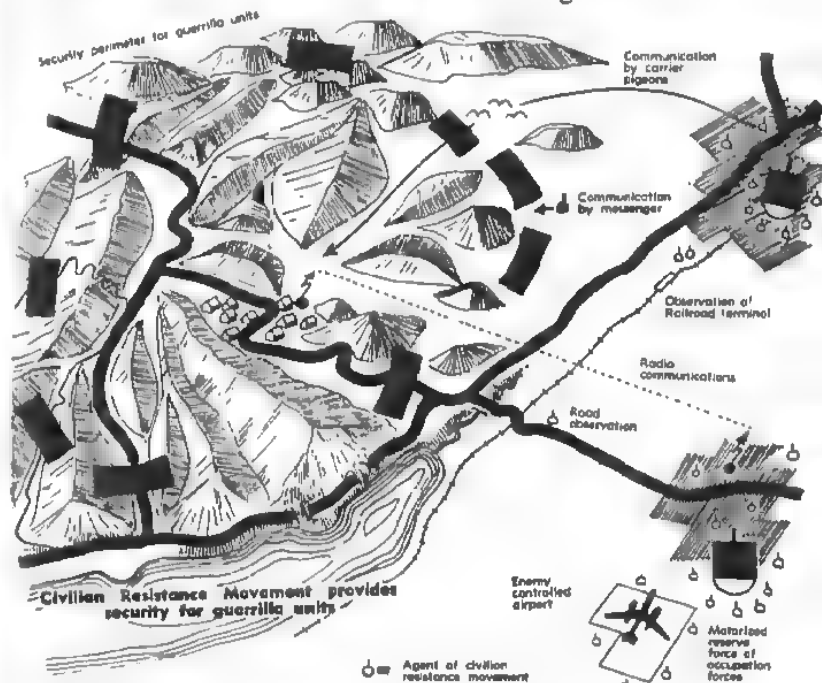 Security perimeter for guerrilla units
Communication
by carrier
pigeons
Communication
by messenger
Observation of
Railroad terminal
Radio
communications
Road
observation
Civilian Resistance Movement provides
security for guerrilla units
Enemy
controlled
airport
Motorized
reserve
force of
occupation
forces
Agent of civilian
resistance movement